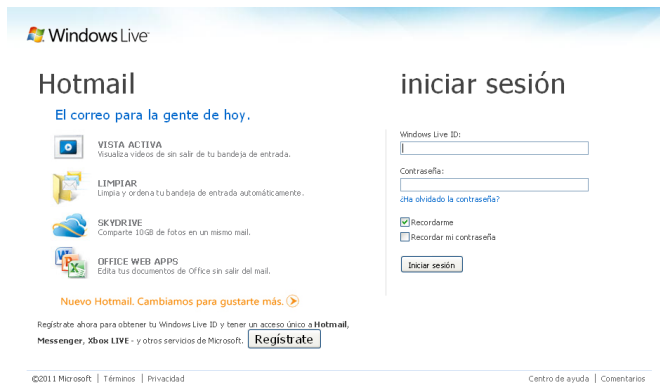 Windows Live
Hotmail
El correo para la gente de hoy.
VISTA ACTIVA
Visualiza videos de sin salir de tu bandeja de entrada.
LIMPIAR
Limpia y ordena tu bandeja de entrada automáticamente.
SKYDRIVE
Comparte 10GB de fotos en un mismo mail.
OFFICE WEB APPS
Edita tus documentos de Office sin salir del mail.
Nuevo Hotmail. Cambiamos para gustarte más.
Regístrate ahora para obtener tu Windows Live ID y tener un acceso único a Hotmail,
Messenger, Xbox LIVE - y otros servicios de Microsoft. Regístrate
iniciar sesión
Windows Live ID:
Contraseña:
¿Ha olvidado la contraseña?
Recordarme
Recordar mi contraseña
Iniciar sesión
©2011 Microsoft | Términos | Privacidad
Centro de ayuda | Comentarios